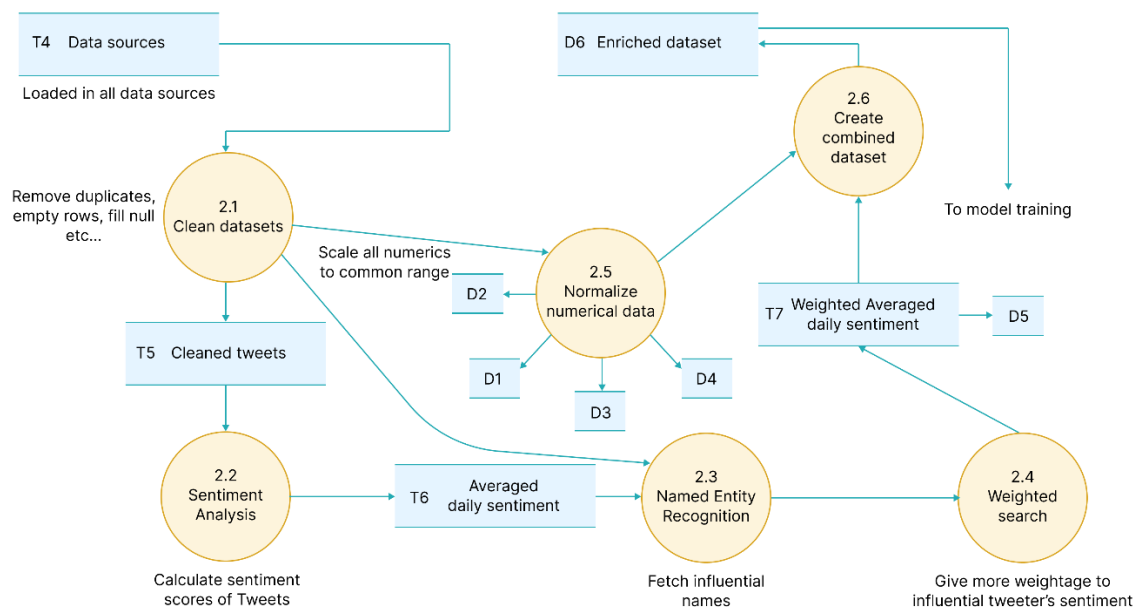 T4 Data sources
Loaded in all data sources
D6 Enriched dataset
2.6
Create
combined
dataset
To model training
Remove duplicates,
empty rows, fill null
etc...
2.1
Clean datasets
Scale all numerics
to common range
2.5
Normalize
numerical data
D2
D1
D3
D4
T7 Weighted Averaged
daily sentiment
D5
T5 Cleaned tweets
2.2
Sentiment
Analysis
Calculate sentiment
scores of Tweets
T6 Averaged
daily sentiment
2.3
Named Entity
Recognition
Fetch influential
names
2.4
Weighted
search
Give more weightage to
influential tweeter's sentiment